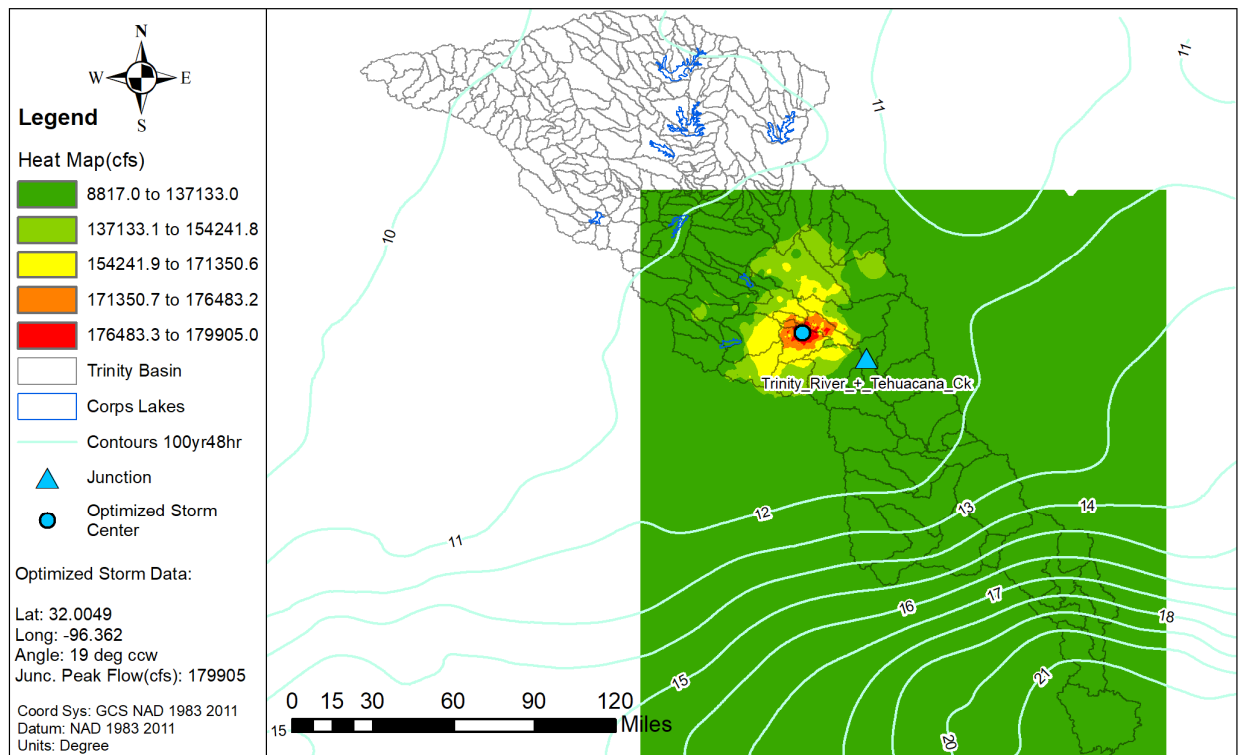 N
W
E
S
Legend
Heat Map(cfs)
8817.0 to 137133.0
137133.1 to 154241.8
154241.9 to 171350.6
171350.7 to 176483.2
176483.3 to 179905.0
Trinity Basin
Corps Lakes
Contours 100yr48hr
Junction
Optimized Storm
Center
Optimized Storm Data:
Lat: 32.0049
Long: -96.362
Angle: 19 deg ccw
Junc. Peak Flow(cfs): 179905
Coord Sys: GCS NAD 1983 2011
Datum: NAD 1983 2011
Units: Degree
11
11
10
Trinity_River_+_Tehuacana_Ck
12
13
14
11
16
17
18
15
21
20
15
0 15 30 60 90 120
Miles